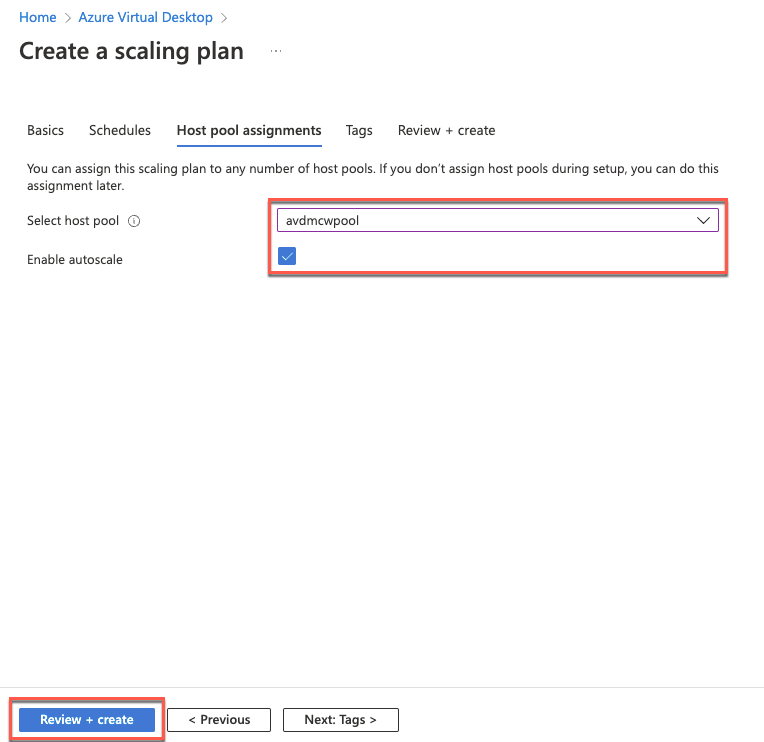 Home > Azure Virtual Desktop >
Create a scaling plan ...
Basics Schedules Host pool assignments Tags Review + create
You can assign this scaling plan to any number of host pools. If you don't assign host pools during setup, you can do this
assignment later.
Select host pool
avdmcwpool
Enable autoscale
Review + create < Previous Next: Tags >